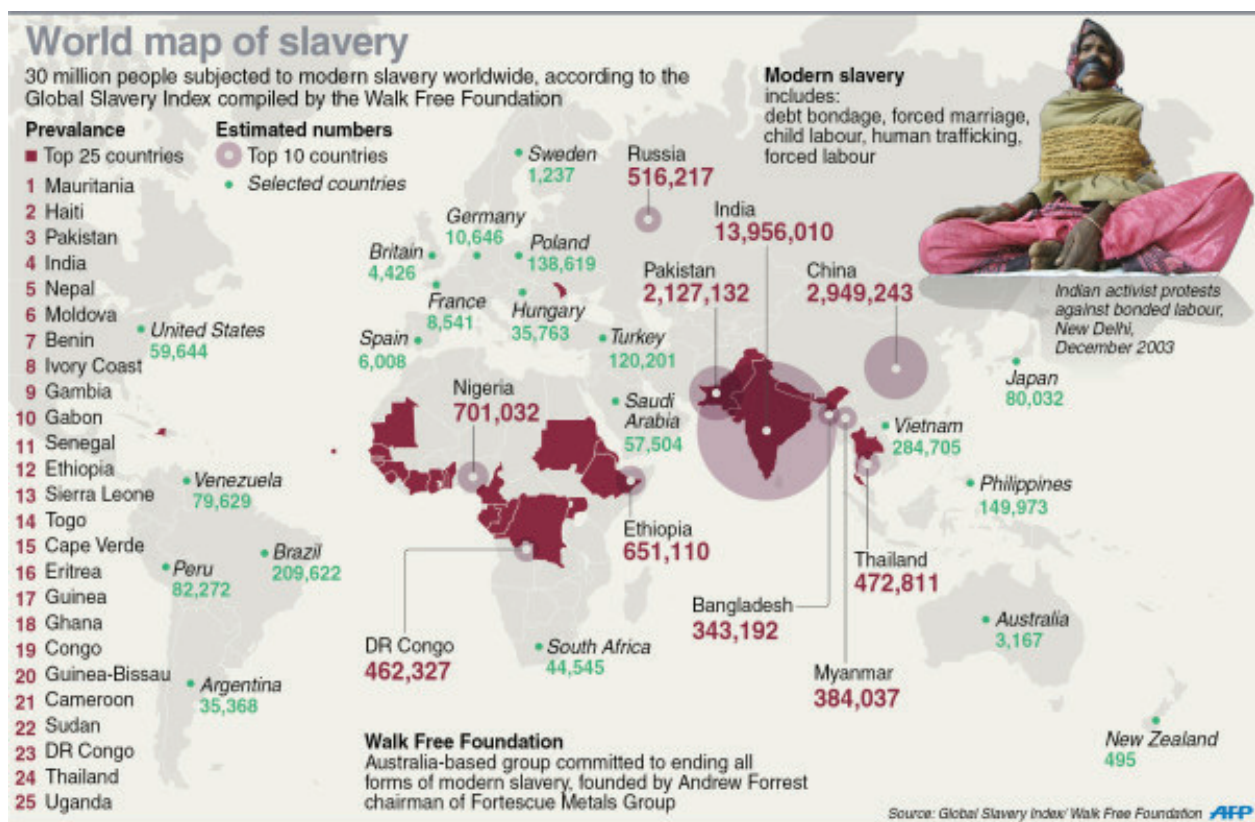 World map of slavery
30 million people subjected to modern slavery worldwide, according to the
Global Slavery Index compiled by the Walk Free Foundation
Modern slavery
includes:
debt bondage, forced marriage,
child labour, human trafficking,
forced labour
Prevalance
Top 25 countries
1 Mauritania
2 Haiti
3 Pakistan
4 India
5 Nepal
6 Moldova
7 Benin
8 Ivory Coast
9 Gambia
10 Gabon
11 Senegal
12 Ethiopia
13 Sierra Leone
14 Togo
15 Cape Verde
16 Eritrea
17 Guinea
18 Ghana
19 Congo
20 Guinea-Bissau
21 Cameroon
22 Sudan
23 DR Congo
24 Thailand
25 Uganda
Estimated numbers
Top 10 countries
Selected countries
Sweden
1,237
Russia
516,217
Germany
10,646
Britain
4,426
Poland
138,619
India
13,956,010
Pakistan
2,127,132
China
2,949,243
France
8,541
Hungary
35,763
Spain
6,008
Turkey
120,201
United States
59,644
Indian activist protests
against bonded labour,
New Delhi,
December 2003
Japan
80,032
Nigeria
701,032
Saudi
Arabia
57,504
Vietnam
284,705
Venezuela
79,629
Philippines
149,973
Ethiopia
651,110
Brazil
209,622
Peru
82,272
Thailand
472,811
Bangladesh
343,192
Australia
3,167
DR Congo
462,327
South Africa
44,545
Myanmar
384,037
Argentina
35,368
New Zealand
495
Walk Free Foundation
Australia-based group committed to ending all
forms of modern slavery, founded by Andrew Forrest
chairman of Fortescue Metals Group
Source: Global Slavery Index/ Walk Free Foundation AFP